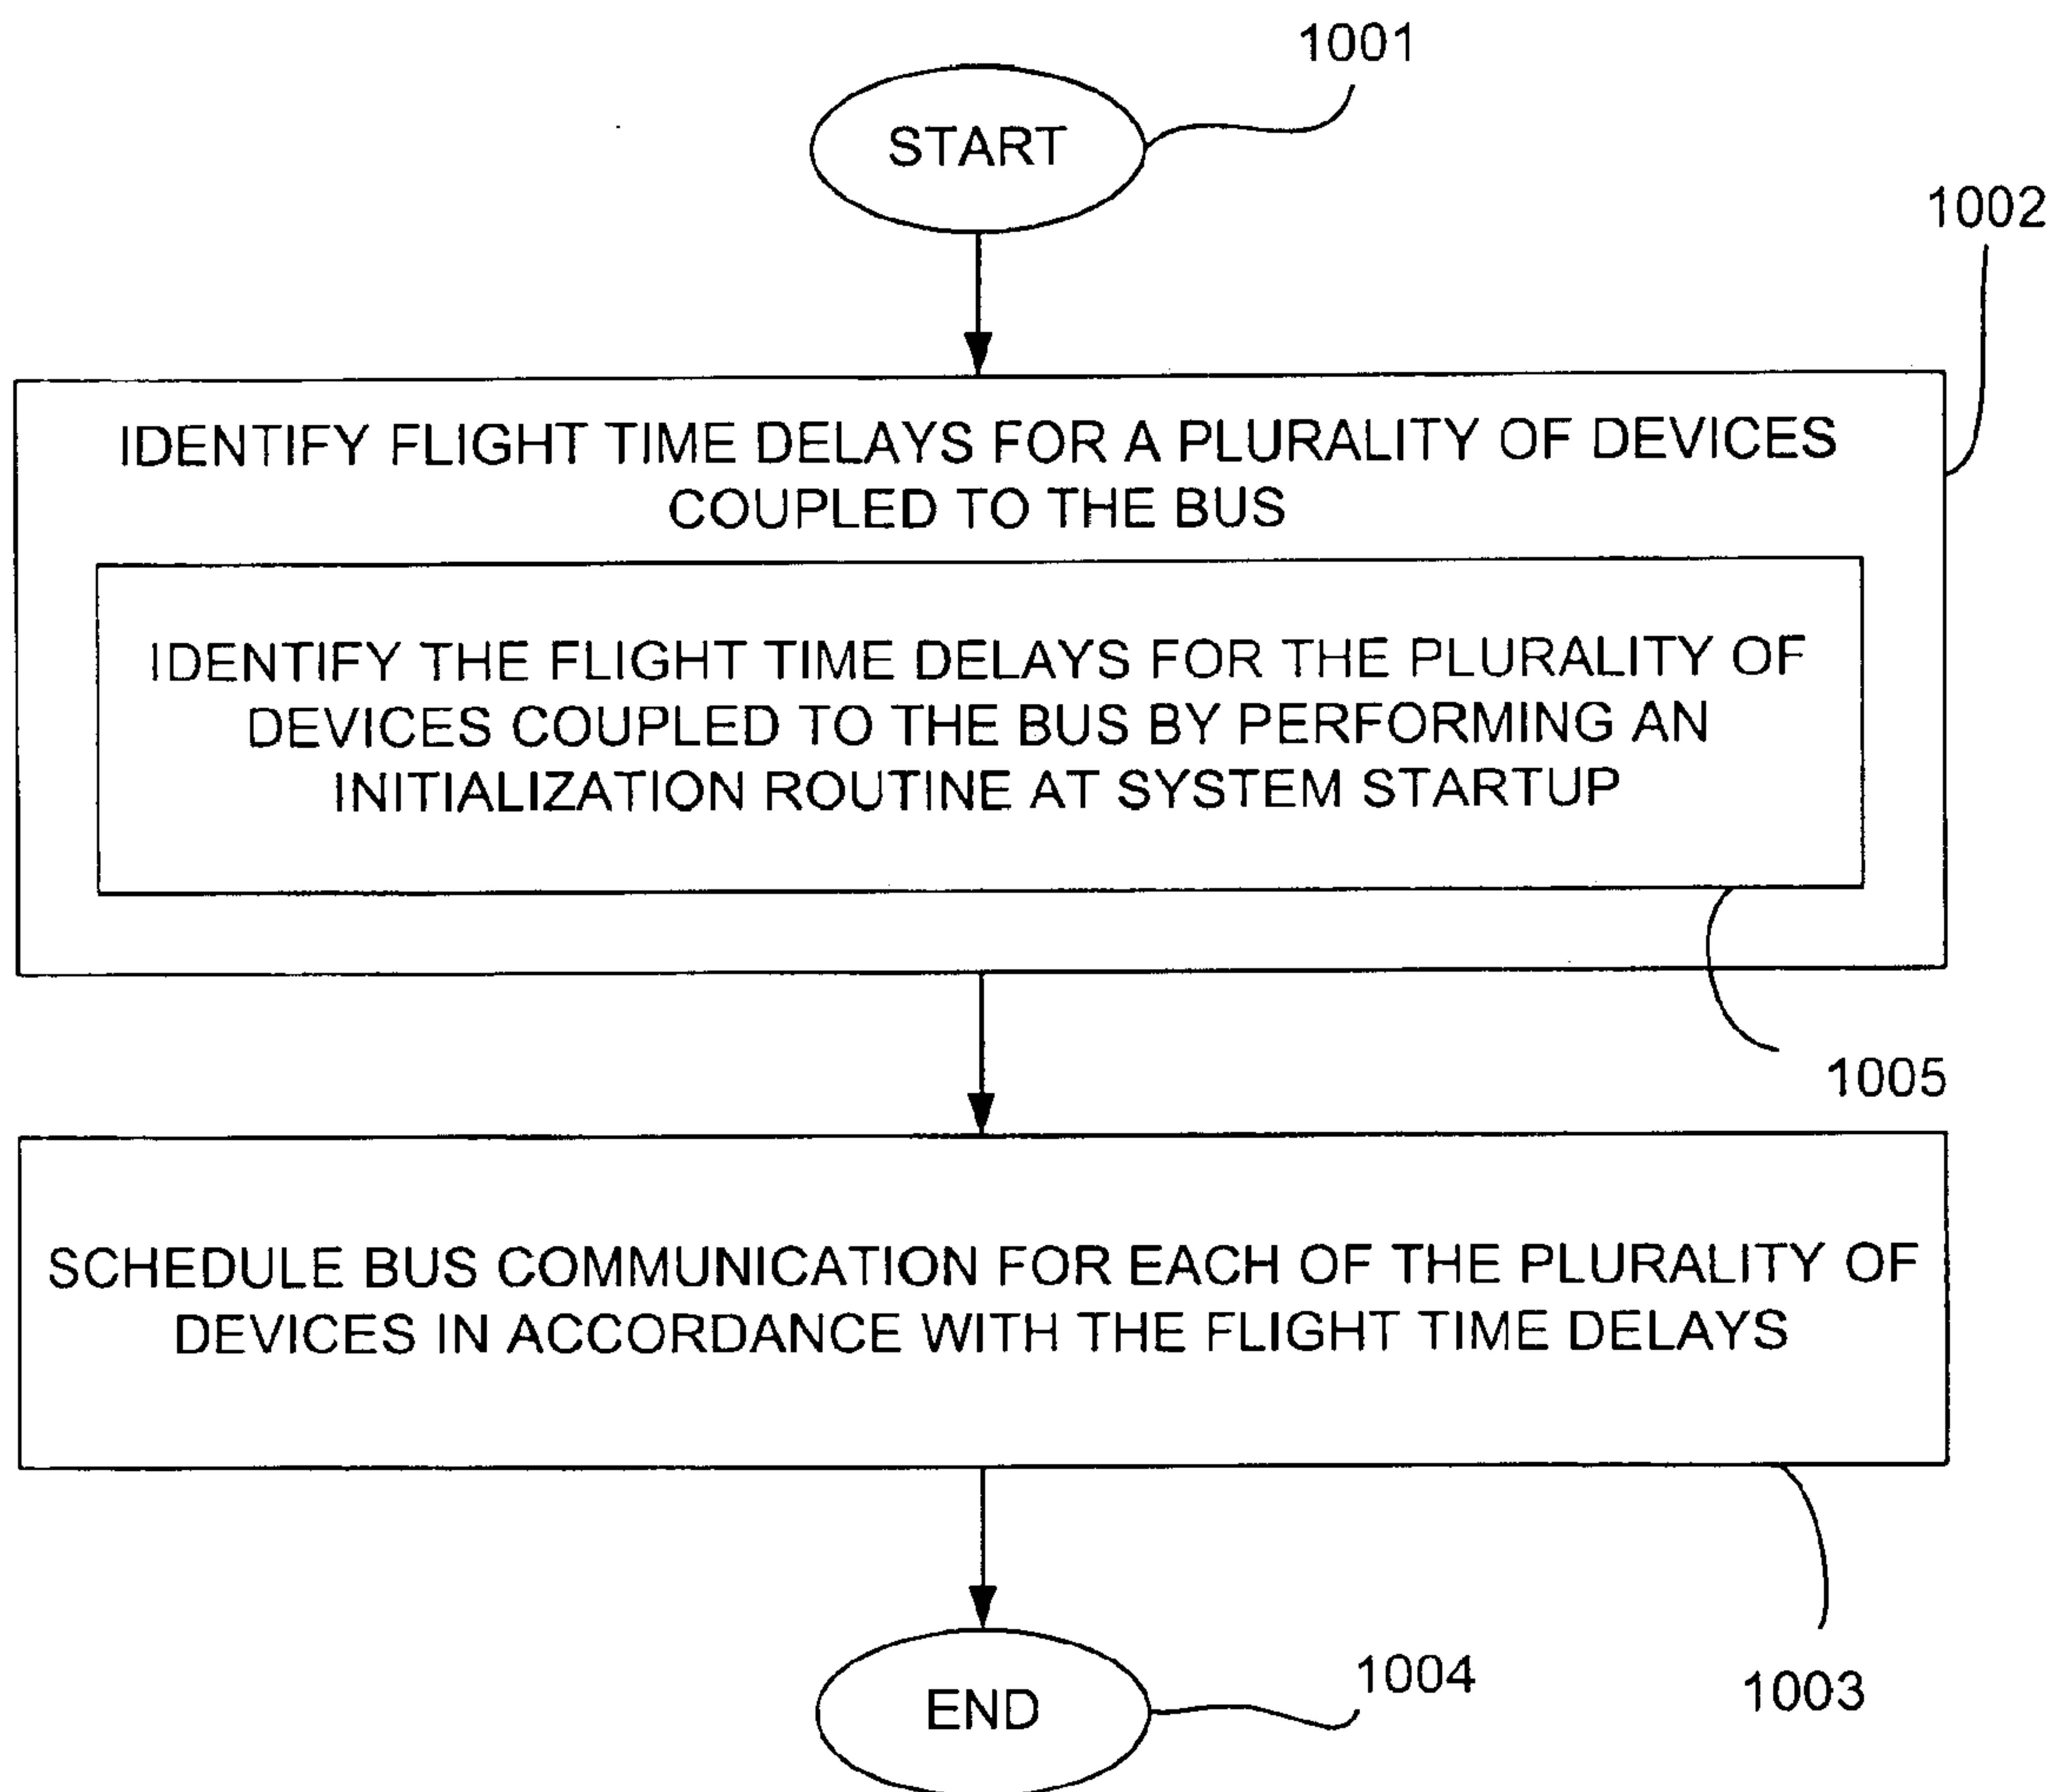 1001
START
1002
IDENTIFY FLIGHT TIME DELAYS FOR A PLURALITY OF DEVICES
COUPLED TO THE BUS
IDENTIFY THE FLIGHT TIME DELAYS FOR THE PLURALITY OF
DEVICES COUPLED TO THE BUS BY PERFORMING AN
INITIALIZATION ROUTINE AT SYSTEM STARTUP
1005
SCHEDULE BUS COMMUNICATION FOR EACH OF THE PLURALITY OF
DEVICES IN ACCORDANCE WITH THE FLIGHT TIME DELAYS
1004
1003
END